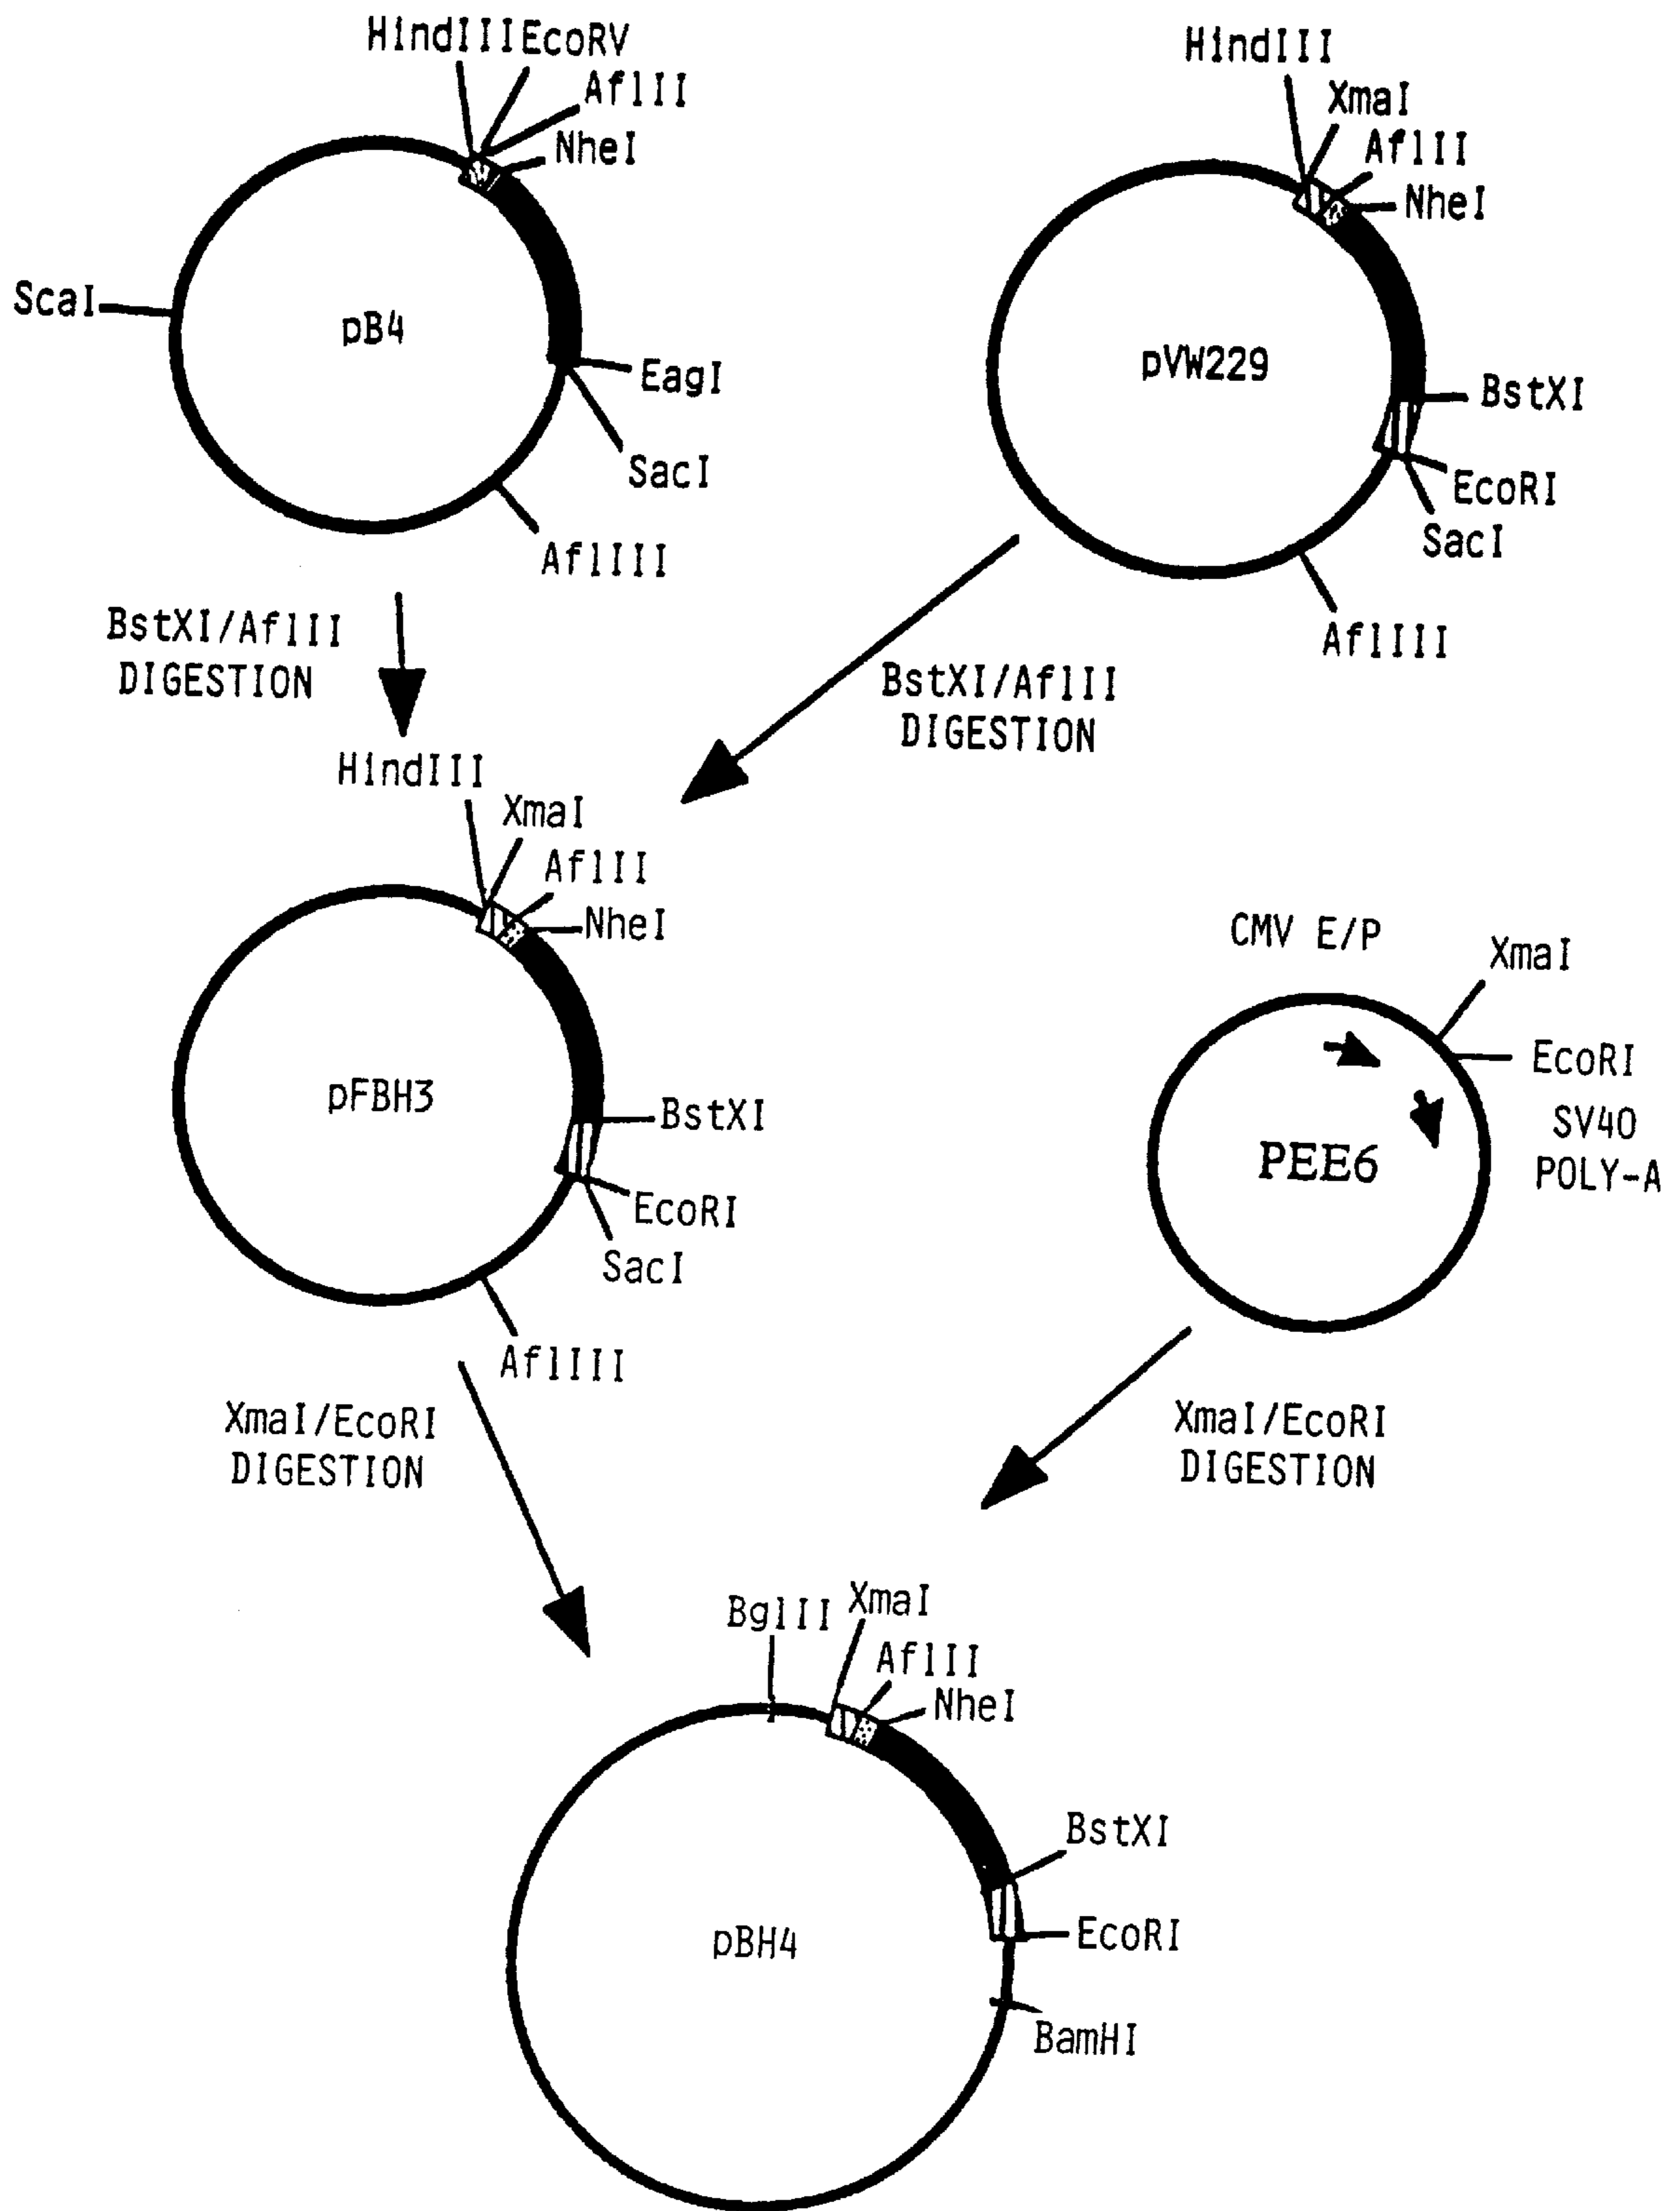 HindIII EcoRV
AflII
NheI
ScaI
pB4
EagI
SacI
AflIII
HindIII
XmaI
AflII
NheI
pVW229
BstXI
EcoRI
SacI
AflIII
BstXI/AflII
DIGESTION
BstXI/AflII
DIGESTION
HindIII
XmaI
AflII
NheI
pFBH3
BstXI
EcoRI
SacI
AflIII
CMV E/P
XmaI
EcoRI
SV40
POLY-A
PEE6
XmaI/EcoRI
DIGESTION
XmaI/EcoRI
DIGESTION
BglII
XmaI
AflII
NheI
pBH4
BstXI
EcoRI
BamHI